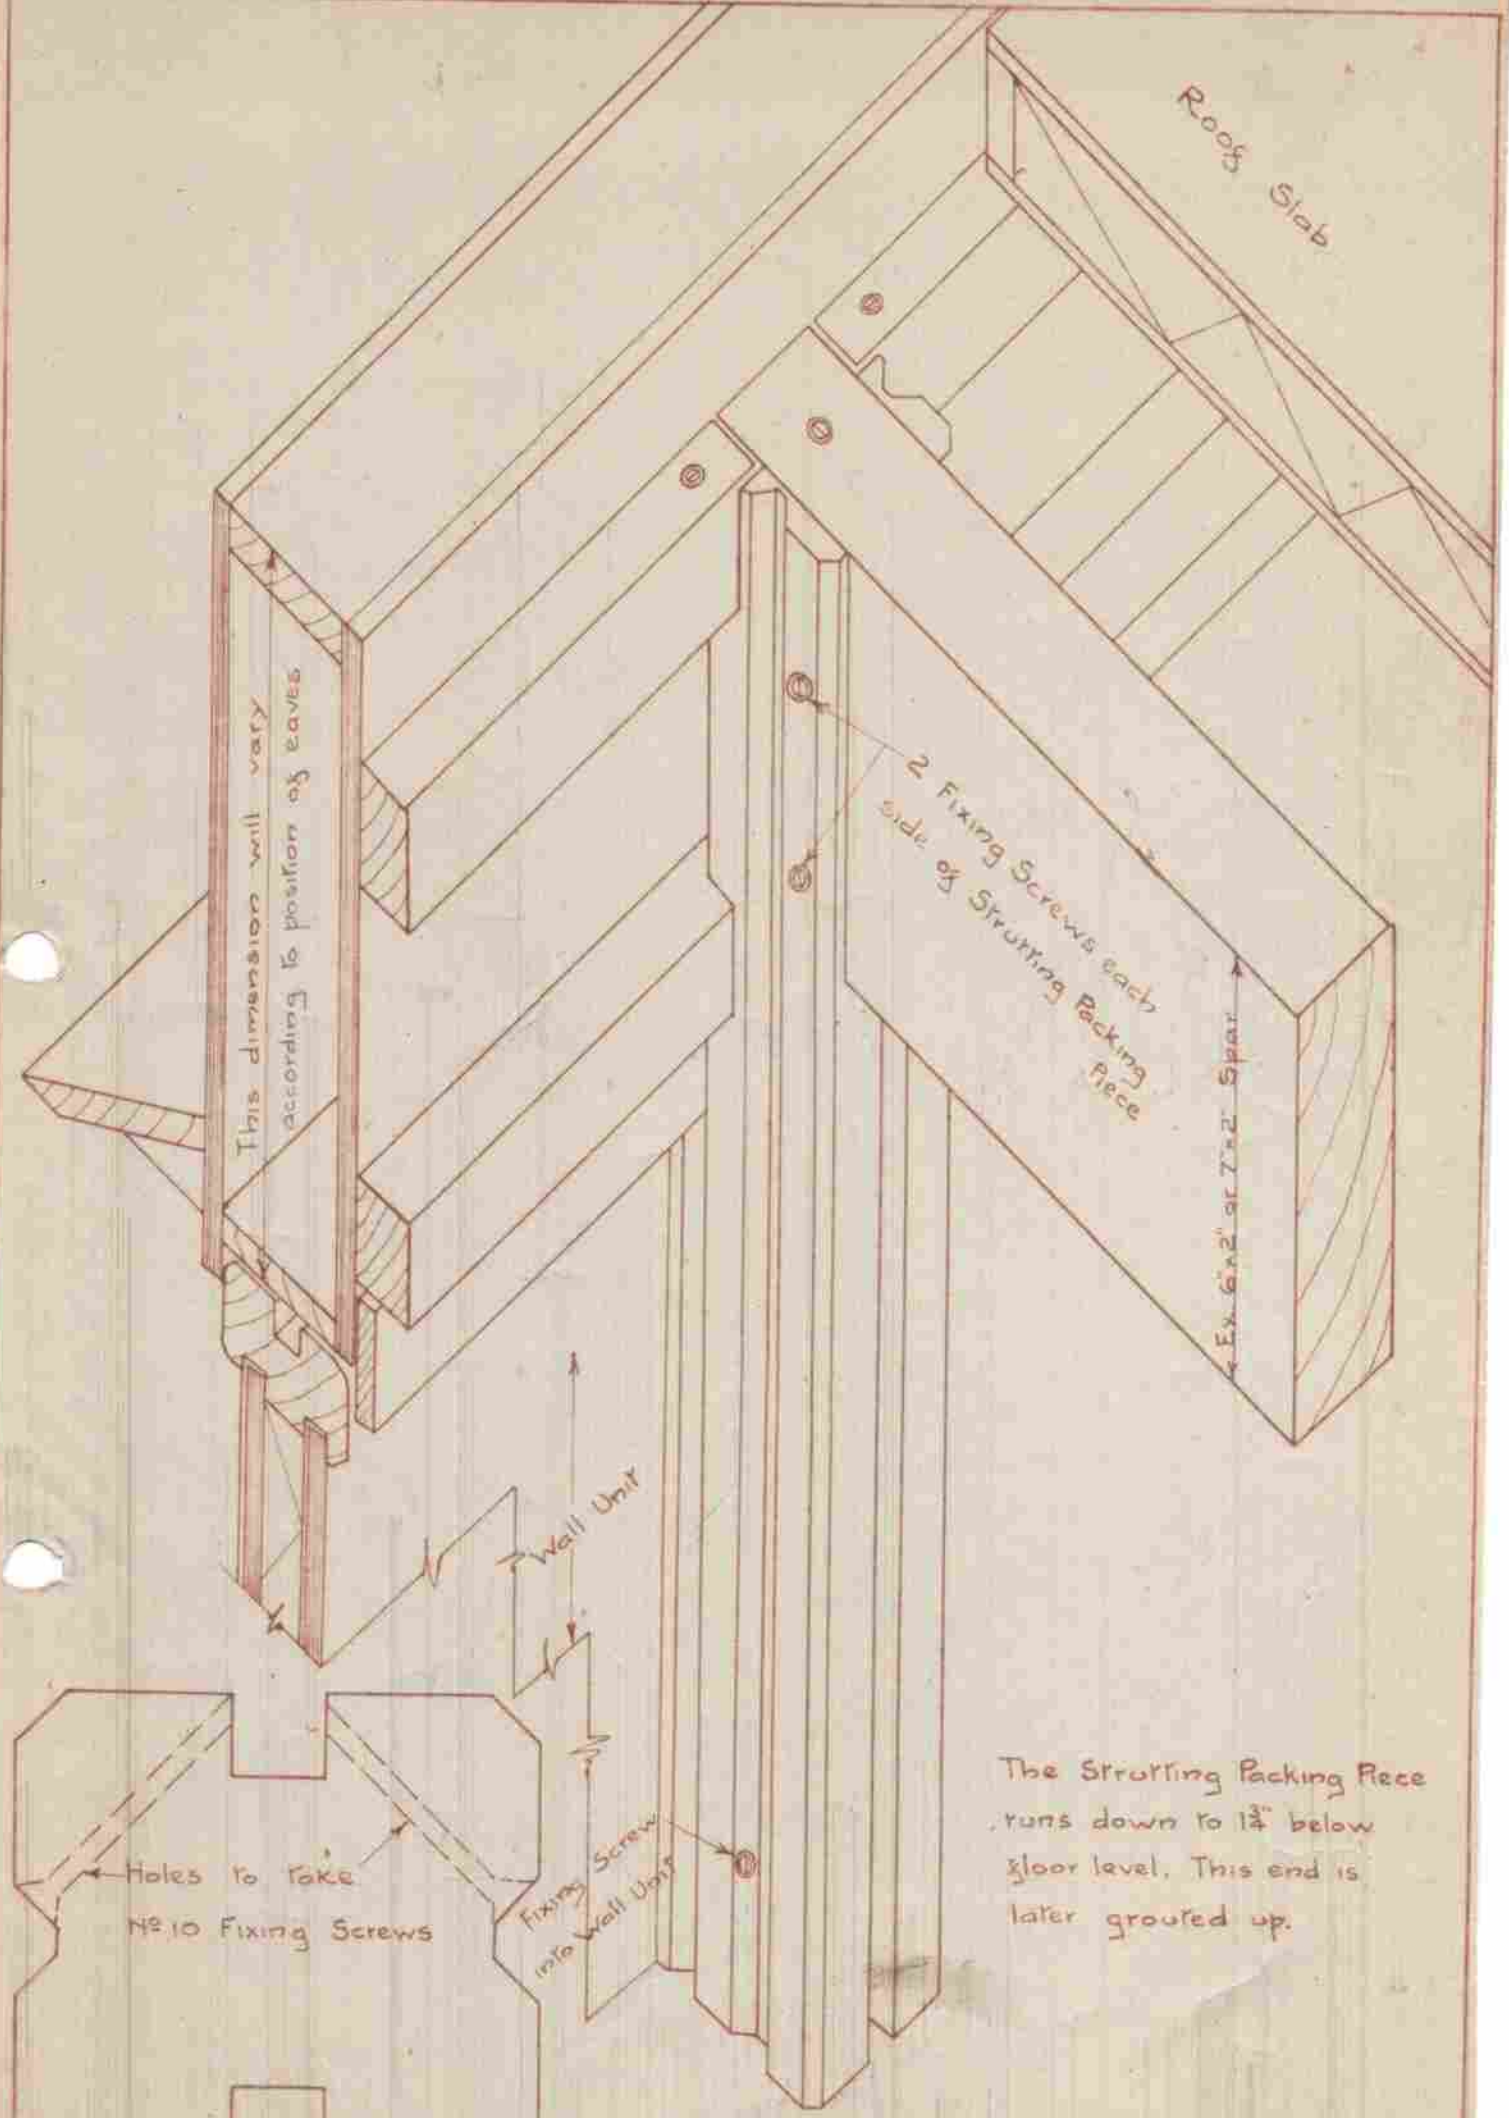 Roof Slab
This dimension will vary
according to position of eaves
2 Fixing Screws each
side of Strutting Packing
Piece
Ex. 6"x2" or 7"x2" Spar
Wall Unit
Holes to take
Nº 10 Fixing Screws
Fixing Screw
into Wall Unit
The Strutting Packing Piece
runs down to 1¾" below
floor level. This end is
later grouted up.